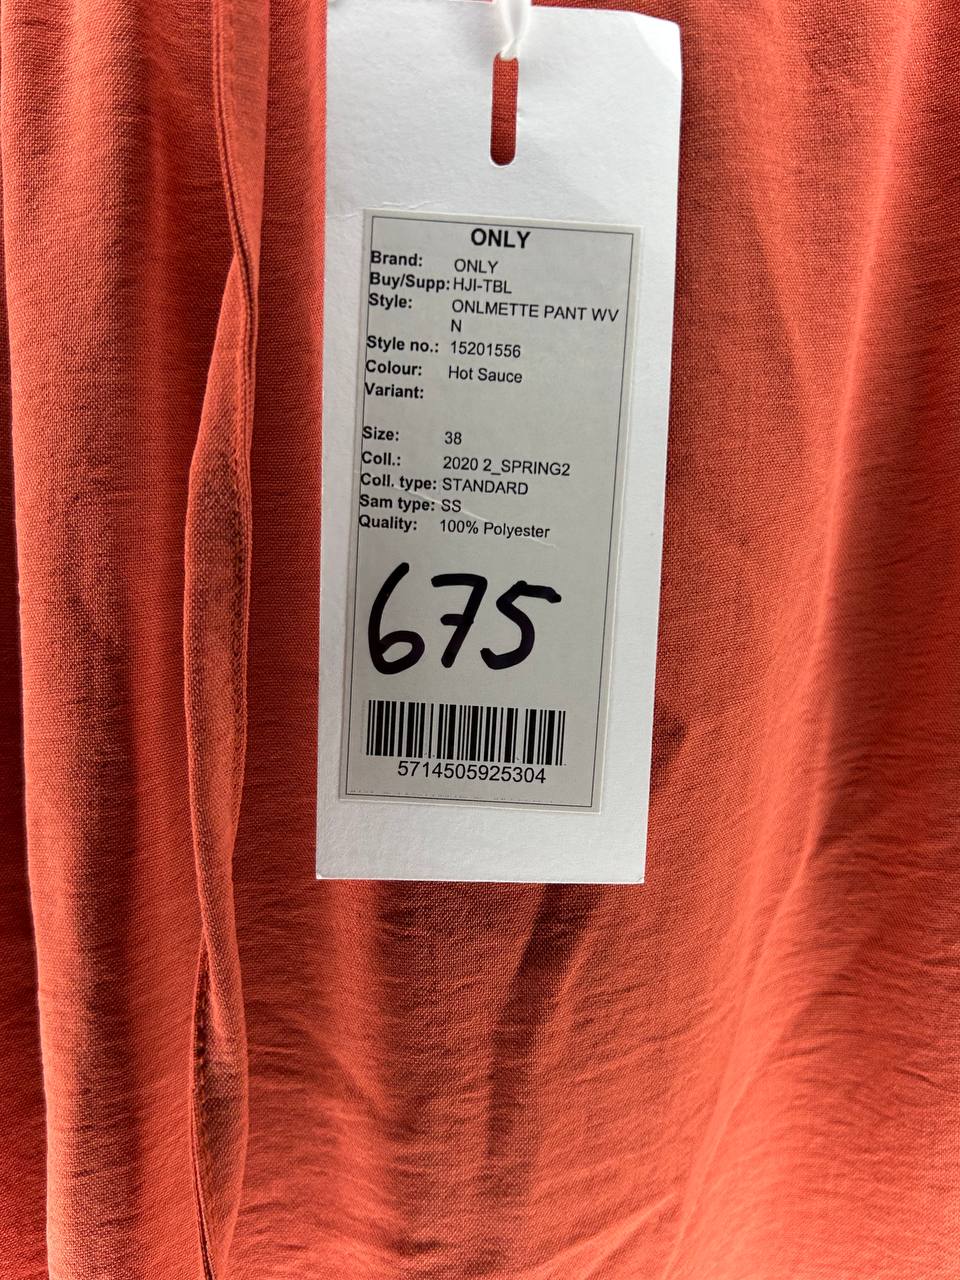 ONLY
Brand: ONLY
Buy/Supp: HJI-TBL
Style: ONLMETTE PANT WV
N
Style no.: 15201556
Colour: Hot Sauce
Variant:
Size: 38
Coll.: 2020 2_SPRING2
Coll. type: STANDARD
Sam type: SS
Quality: 100% Polyester
675
5714505925304